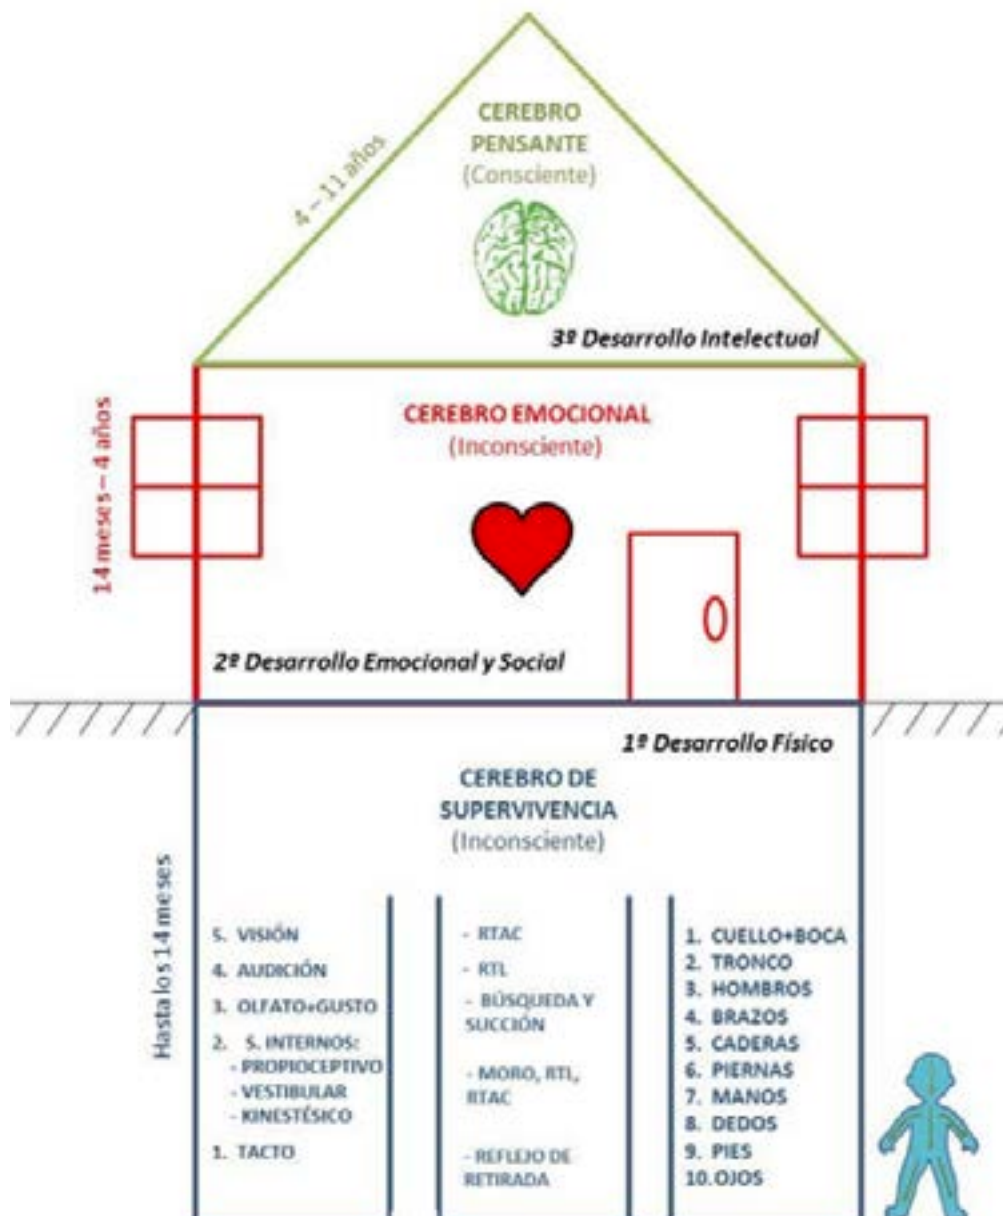 CEREBRO
PENSANTE
(Consciente)
4 – 11 años
3º Desarrollo Intelectual
CEREBRO EMOCIONAL
(Inconsciente)
14 meses – 4 años
2º Desarrollo Emocional y Social
1º Desarrollo Físico
CEREBRO DE
SUPERVIVENCIA
(Inconsciente)
Hasta los 14 meses
5. VISIÓN
4. AUDICIÓN
3. OLFATO+GUSTO
2. S. INTERNOS:
- PROPIOCEPTIVO
- VESTIBULAR
- KINESTÉSICO
1. TACTO
- RTAC
- RTL
- BÚSQUEDA Y
SUCCIÓN
- MORO, RTL,
RTAC
- REFLEJO DE
RETIRADA
1. CUELLO+BOCA
2. TRONCO
3. HOMBROS
4. BRAZOS
5. CADERAS
6. PIERNAS
7. MANOS
8. DEDOS
9. PIES
10. OJOS